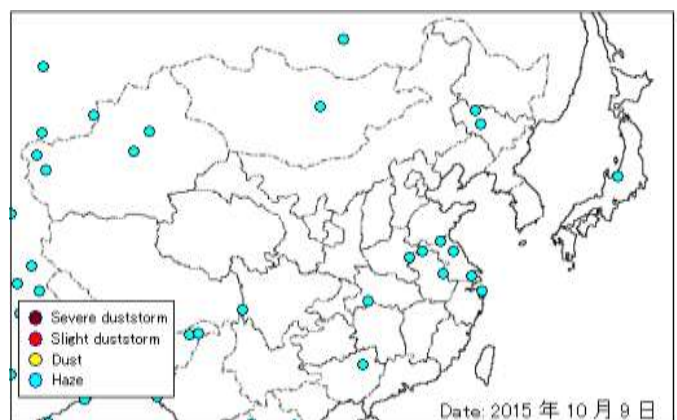 Severe duststorm
Slight duststorm
Dust
Haze
Date: 2015 年 10 月 9 日